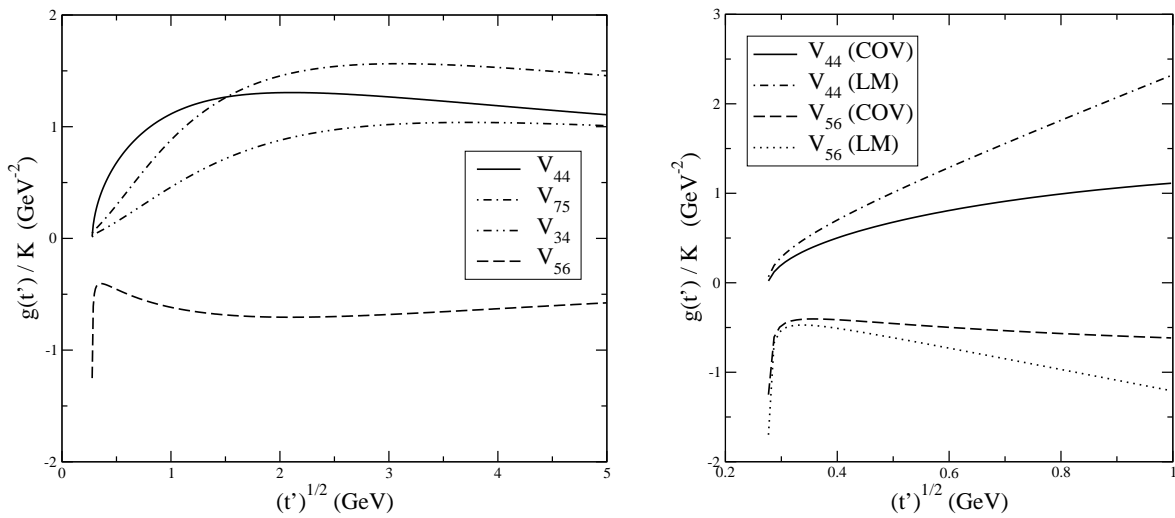 2
1
0
-1
-2
0
1
2
3
4
5
g(t’) / K (GeV⁻²)
(t’)^{1/2} (GeV)
V₄₄
V₇₅
V₃₄
V₅₆
3
2
1
0
-1
-2
0.2
0.4
0.6
0.8
1
g(t’) / K (GeV⁻²)
(t’)^{1/2} (GeV)
V₄₄ (COV)
V₄₄ (LM)
V₅₆ (COV)
V₅₆ (LM)